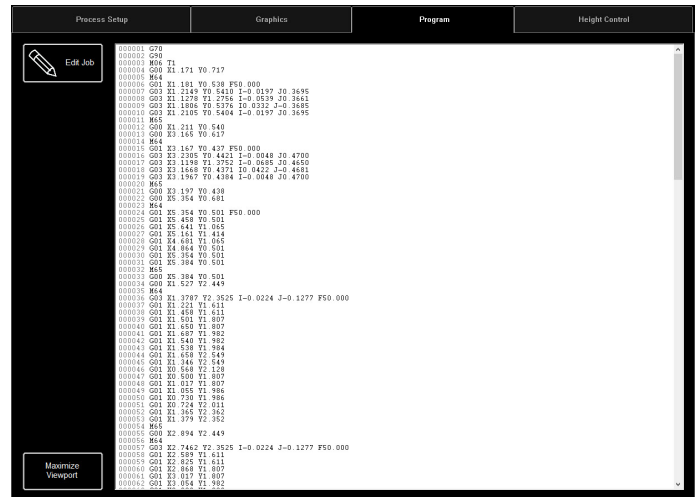 Process Setup
Graphics
Program
Height Control
Edit Job
000001 G70
000002 G90
000003 M06 T1
000004 G00 X1.171 Y0.717
000005 M64
000006 G01 X1.181 Y0.538 F50.000
000007 G03 X1.2149 Y0.5410 I-0.0197 J0.3695
000008 G03 X1.1278 Y1.2756 I-0.0539 J0.3661
000009 G03 X1.1806 Y0.5376 I0.0332 J-0.3685
000010 G03 X1.2105 Y0.5404 I-0.0197 J0.3695
000011 M65
000012 G00 X1.211 Y0.540
000013 G00 X3.165 Y0.617
000014 M64
000015 G01 X3.167 Y0.437 F50.000
000016 G03 X3.2305 Y0.4421 I-0.0048 J0.4700
000017 G03 X3.1198 Y1.3752 I-0.0685 J0.4650
000018 G03 X3.1668 Y0.4371 I0.0422 J-0.4681
000019 G03 X3.1967 Y0.4384 I-0.0048 J0.4700
000020 M65
000021 G00 X3.197 Y0.438
000022 G00 X5.354 Y0.681
000023 M64
000024 G01 X5.354 Y0.501 F50.000
000025 G01 X5.458 Y0.501
000026 G01 X5.641 Y1.065
000027 G01 X5.161 Y1.414
000028 G01 X4.681 Y1.065
000029 G01 X4.864 Y0.501
000030 G01 X5.354 Y0.501
000031 G01 X5.384 Y0.501
000032 M65
000033 G00 X5.384 Y0.501
000034 G00 X1.527 Y2.449
000035 M64
000036 G03 X1.3787 Y2.3525 I-0.0224 J-0.1277 F50.000
000037 G01 X1.221 Y1.611
000038 G01 X1.458 Y1.611
000039 G01 X1.501 Y1.807
000040 G01 X1.650 Y1.807
000041 G01 X1.687 Y1.982
000042 G01 X1.540 Y1.982
000043 G01 X1.538 Y1.984
000044 G01 X1.658 Y2.549
000045 G01 X1.346 Y2.549
000046 G01 X0.568 Y2.128
000047 G01 X0.500 Y1.807
000048 G01 X1.017 Y1.807
000049 G01 X1.055 Y1.986
000050 G01 X0.730 Y1.986
000051 G01 X0.724 Y2.011
000052 G01 X1.365 Y2.362
000053 G01 X1.379 Y2.352
000054 M65
000055 G00 X2.894 Y2.449
000056 M64
000057 G03 X2.7462 Y2.3525 I-0.0224 J-0.1277 F50.000
000058 G01 X2.589 Y1.611
000059 G01 X2.825 Y1.611
000060 G01 X2.868 Y1.807
000061 G01 X3.017 Y1.807
000062 G01 X3.054 Y1.982
Maximize
Viewport